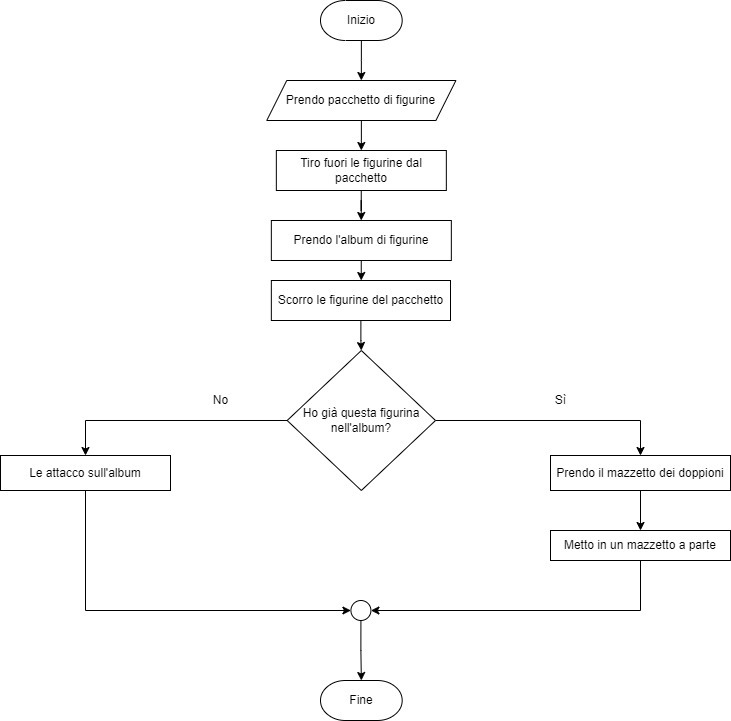 Inizio
Prendo pacchetto di figurine
Tiro fuori le figurine dal
pacchetto
Prendo l'album di figurine
Scorro le figurine del pacchetto
Ho già questa figurina
nell'album?
No
Sì
Le attacco sull'album
Prendo il mazzetto dei doppioni
Metto in un mazzetto a parte
Fine